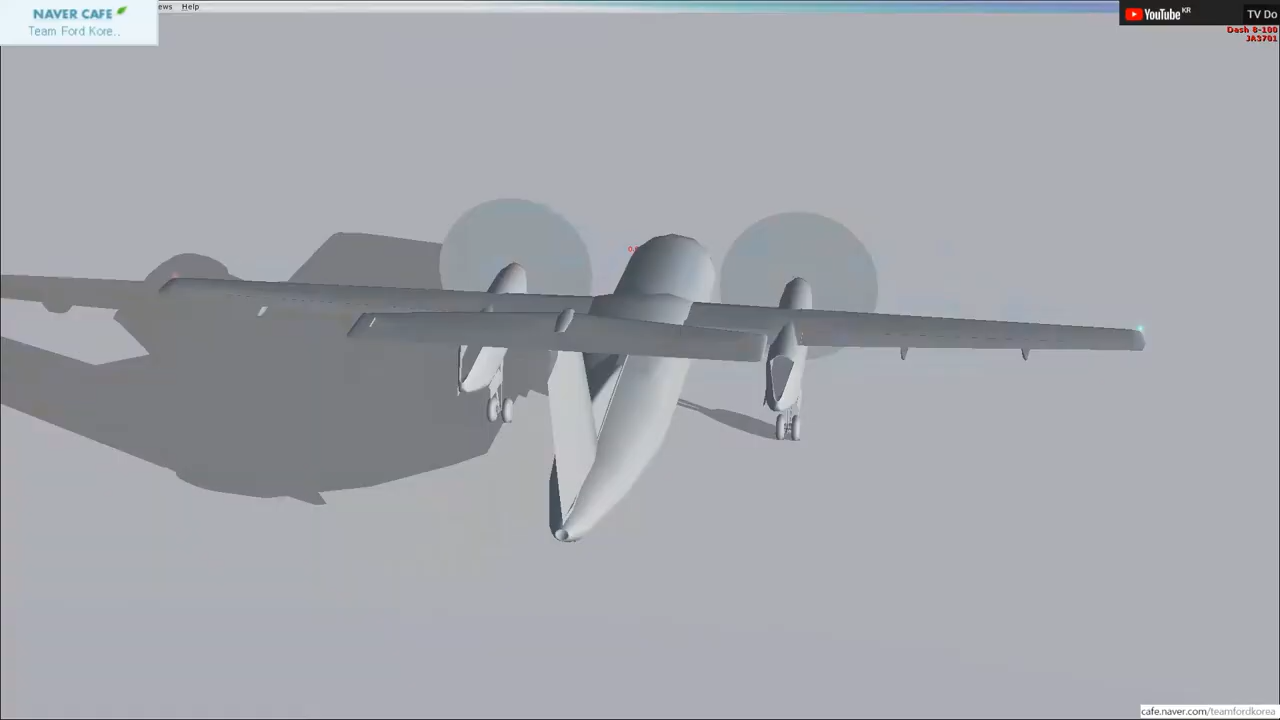 NAVER CAFE
Team Ford Kore..
ews Help
YouTube KR
TV Do
Dash 8-100
JA3701
cafe.naver.com/teamfordkorea